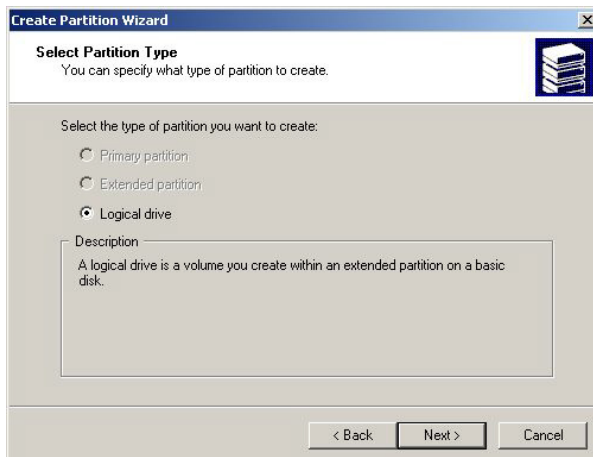 Create Partition Wizard
Select Partition Type
You can specify what type of partition to create.
Select the type of partition you want to create:
Primary partition
Extended partition
Logical drive
Description
A logical drive is a volume you create within an extended partition on a basic
disk.
< Back
Next >
Cancel